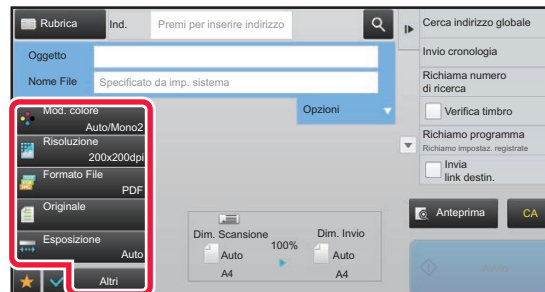 Rubrica
Ind.
Premi per inserire indirizzo
Oggetto
Nome File
Specificato da imp. sistema
Opzioni
Mod. colore
Auto/Mono2
Risoluzione
200x200dpi
Formato File
PDF
Originale
Esposizione
Auto
Altri
Dim. Scansione
100%
Dim. Invio
Auto
A4
Auto
A4
Cerca indirizzo globale
Invio cronologia
Richiama numero
di ricerca
Verifica timbro
Richiamo programma
Richiamo impostaz. registrate
Invia
link destin.
Anteprima
CA
Avvio